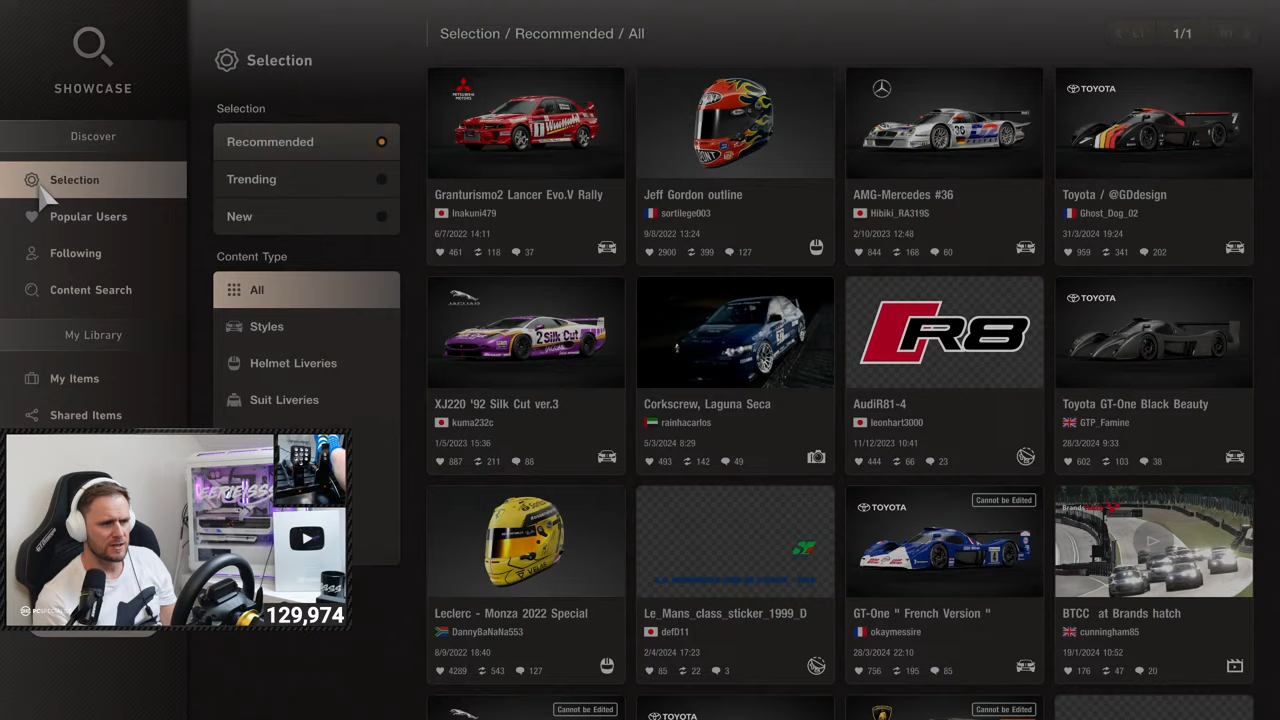 SHOWCASE
Discover
Selection
Popular Users
Following
Content Search
My Library
My Items
Shared Items
Selection
Selection
Recommended
Trending
New
Content Type
All
Styles
Helmet Liveries
Suit Liveries
Selection / Recommended / All
1/1
MITSUBISHI
MOTORS
Granturismo2 Lancer Evo.V Rally
Inakuni479
6/7/2022 14:11
461 118 37
Jeff Gordon outline
sortilege003
9/8/2022 13:24
2900 399 127
AMG-Mercedes #36
Hibiki_RA319S
2/10/2023 12:48
844 168 60
TOYOTA
Toyota / @GDdesign
Ghost_Dog_02
31/3/2024 19:24
959 341 202
JAGUAR
2 Silk Cut
XJ220 '92 Silk Cut ver.3
kuma232c
1/5/2023 15:36
887 211 86
Corkscrew, Laguna Seca
rainhacarlos
5/3/2024 8:29
493 142 49
R8
AudiR81-4
leonhart3000
11/12/2023 10:41
444 66 23
TOYOTA
Toyota GT-One Black Beauty
GTP_Famine
28/3/2024 9:33
602 103 38
Leclerc - Monza 2022 Special
DannyBaNaNa553
8/9/2022 18:40
4289 543 127
Le_Mans_class_sticker_1999_D
defD11
2/4/2024 17:23
85 22 3
Cannot be Edited
TOYOTA
GT-One " French Version "
okaymessire
28/3/2024 22:10
756 195 85
Brands
BTCC at Brands hatch
cunningham85
19/1/2024 10:52
176 47 20
Cannot be Edited
TOYOTA
Cannot be Edited
129,974